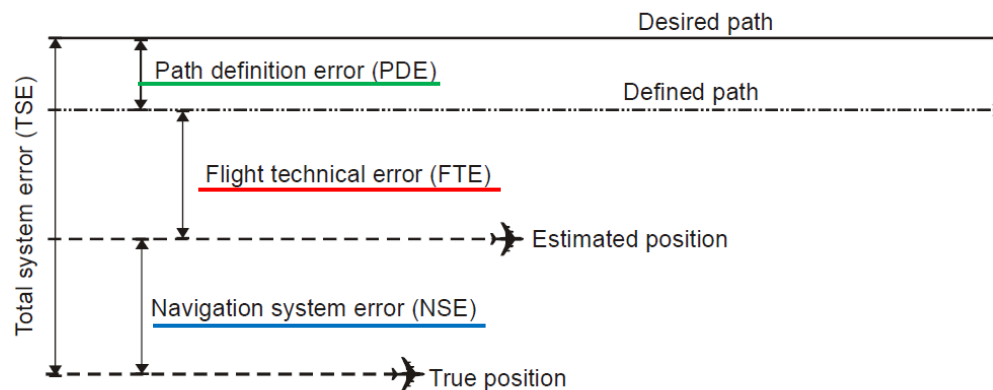 Desired path
Path definition error (PDE)
Defined path
Flight technical error (FTE)
Estimated position
Navigation system error (NSE)
True position
Total system error (TSE)